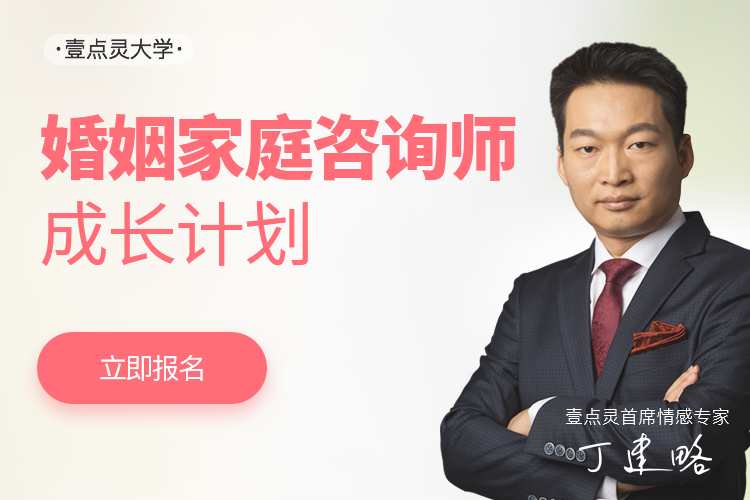 ·壹点灵大学·
婚姻家庭咨询师
成长计划
立即报名
壹点灵首席情感专家
丁建略